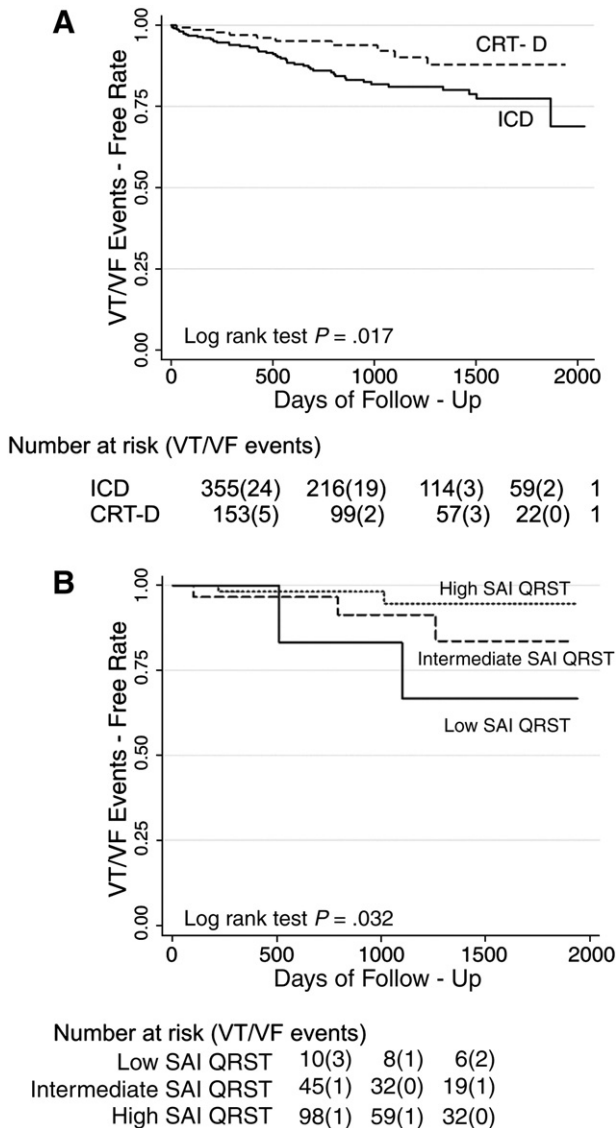 A
1.00
0.75
0.50
0.25
0.00
VT/VF Events - Free Rate
CRT- D
ICD
Log rank test P = .017
0 500 1000 1500 2000
Days of Follow - Up
Number at risk (VT/VF events)
ICD 355(24) 216(19) 114(3) 59(2) 1
CRT-D 153(5) 99(2) 57(3) 22(0) 1
B
1.00
0.75
0.50
0.25
0.00
VT/VF Events - Free Rate
High SAI QRST
Intermediate SAI QRST
Low SAI QRST
Log rank test P = .032
0 500 1000 1500 2000
Days of Follow - Up
Number at risk (VT/VF events)
Low SAI QRST 10(3) 8(1) 6(2)
Intermediate SAI QRST 45(1) 32(0) 19(1)
High SAI QRST 98(1) 59(1) 32(0)